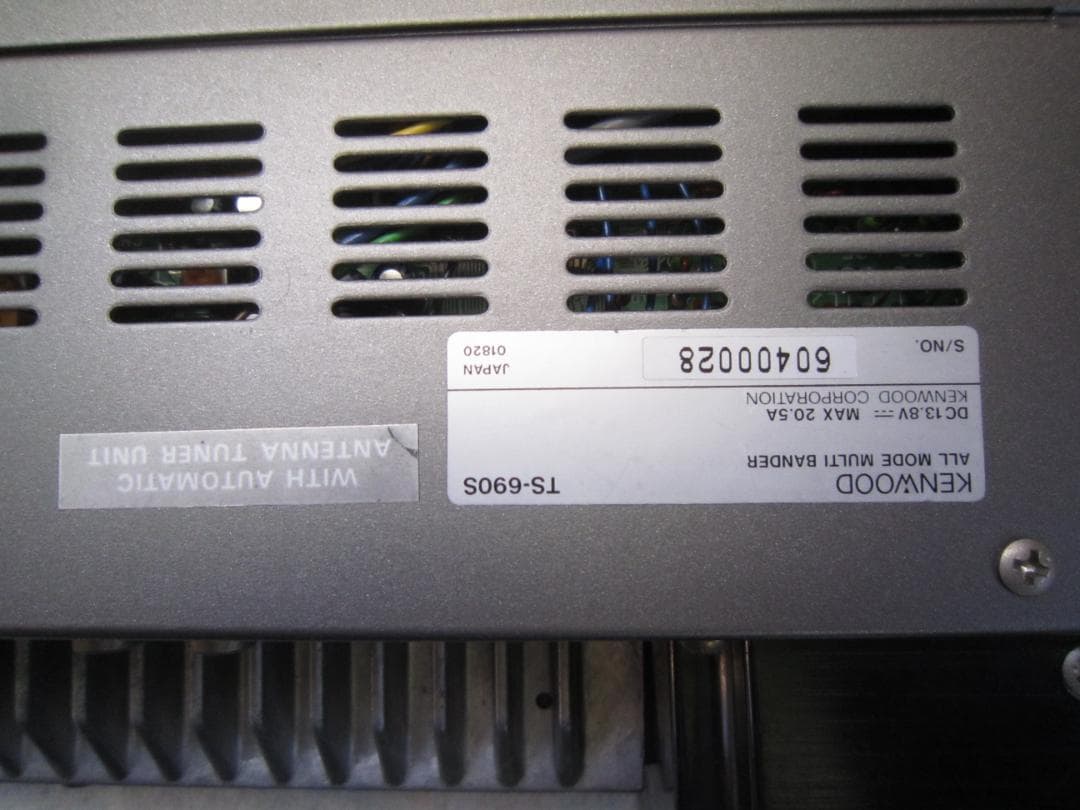 KENWOOD TS-690S
ALL MODE MULTI BANDER
DC13.8V ⎓ MAX 20.5A
KENWOOD CORPORATION
S/NO. 60400028 JAPAN
01820
WITH AUTOMATIC
ANTENNA TUNER UNIT